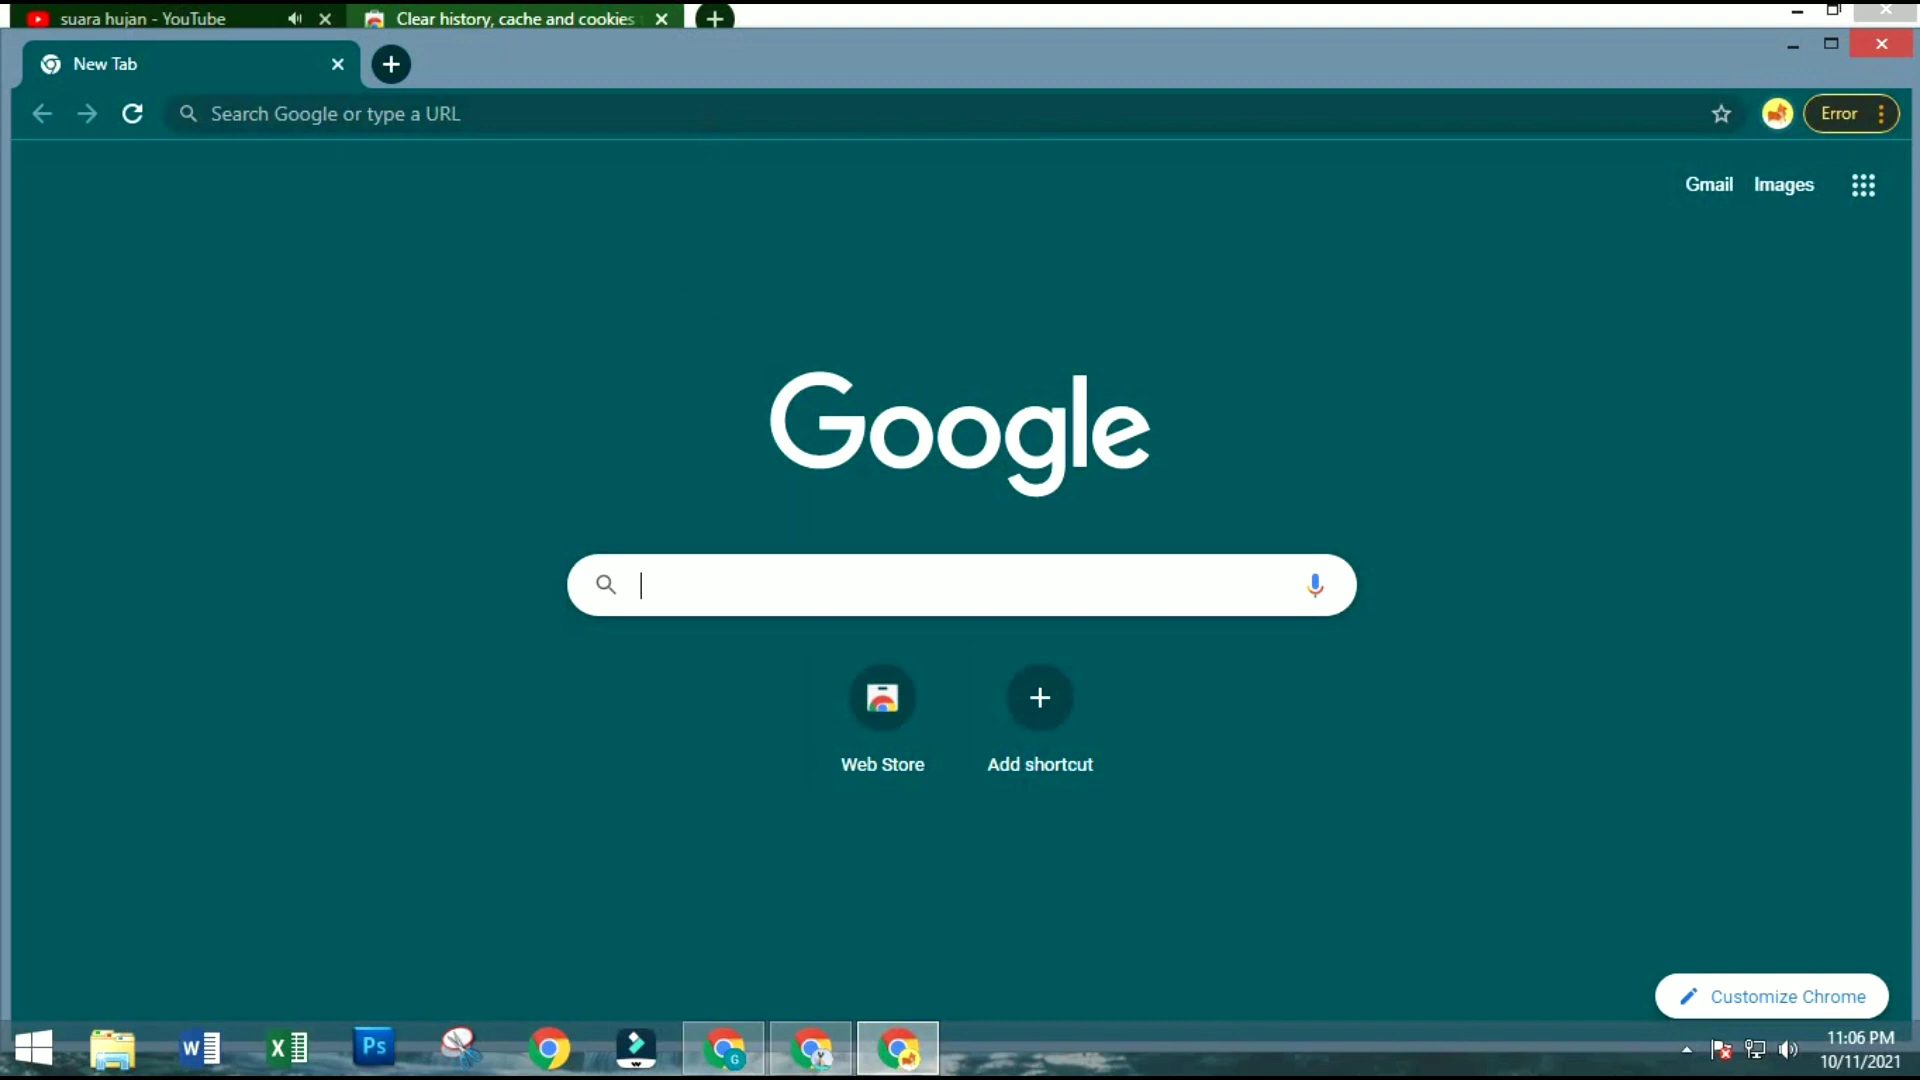 suara hujan - YouTube
Clear history, cache and cookies
New Tab
Search Google or type a URL
Error
Gmail
Images
Google
Web Store
Add shortcut
Customize Chrome
W
X
Ps
G
11:06 PM
10/11/2021